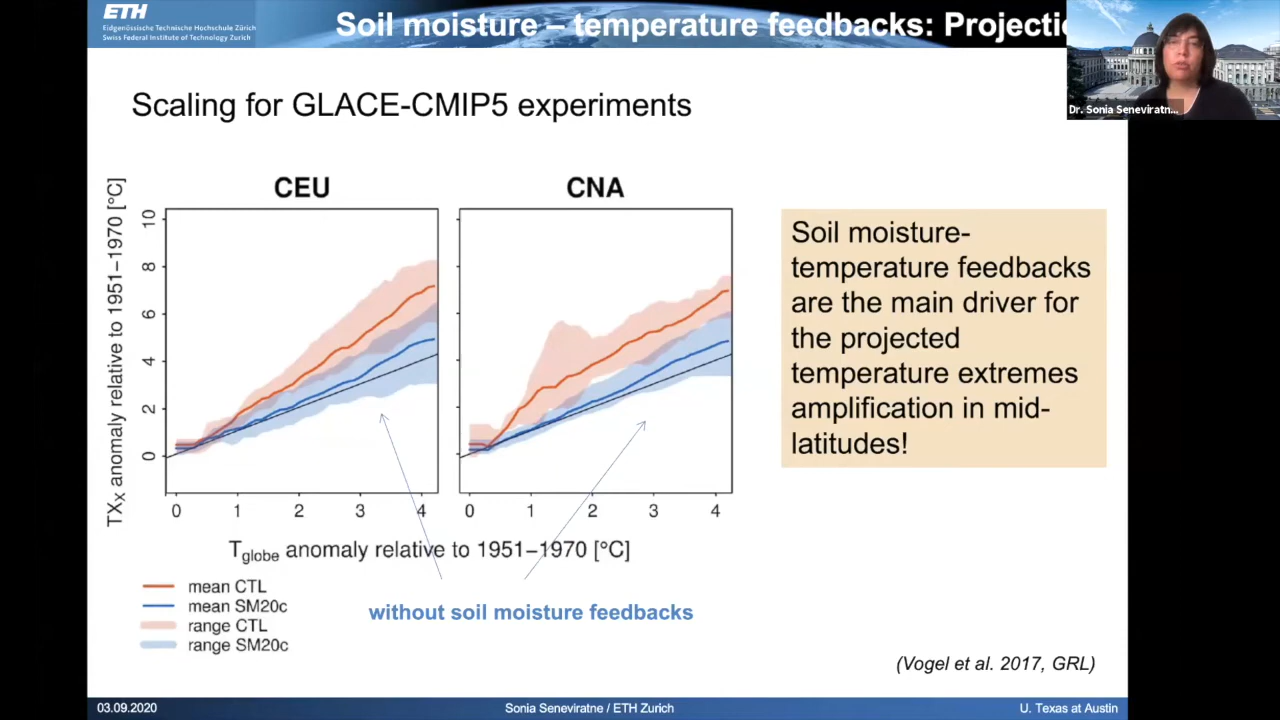 ETH
Eidgenössische Technische Hochschule Zürich
Swiss Federal Institute of Technology Zurich
Soil moisture – temperature feedbacks: Projectio
Dr. Sonia Seneviratn...
Scaling for GLACE-CMIP5 experiments
CEU
CNA
TXx anomaly relative to 1951−1970 [°C]
10
8
6
4
2
0
0 1 2 3 4
0 1 2 3 4
Tglobe anomaly relative to 1951−1970 [°C]
mean CTL
mean SM20c
range CTL
range SM20c
without soil moisture feedbacks
Soil moisture-
temperature feedbacks
are the main driver for
the projected
temperature extremes
amplification in mid-
latitudes!
(Vogel et al. 2017, GRL)
03.09.2020
Sonia Seneviratne / ETH Zurich
U. Texas at Austin